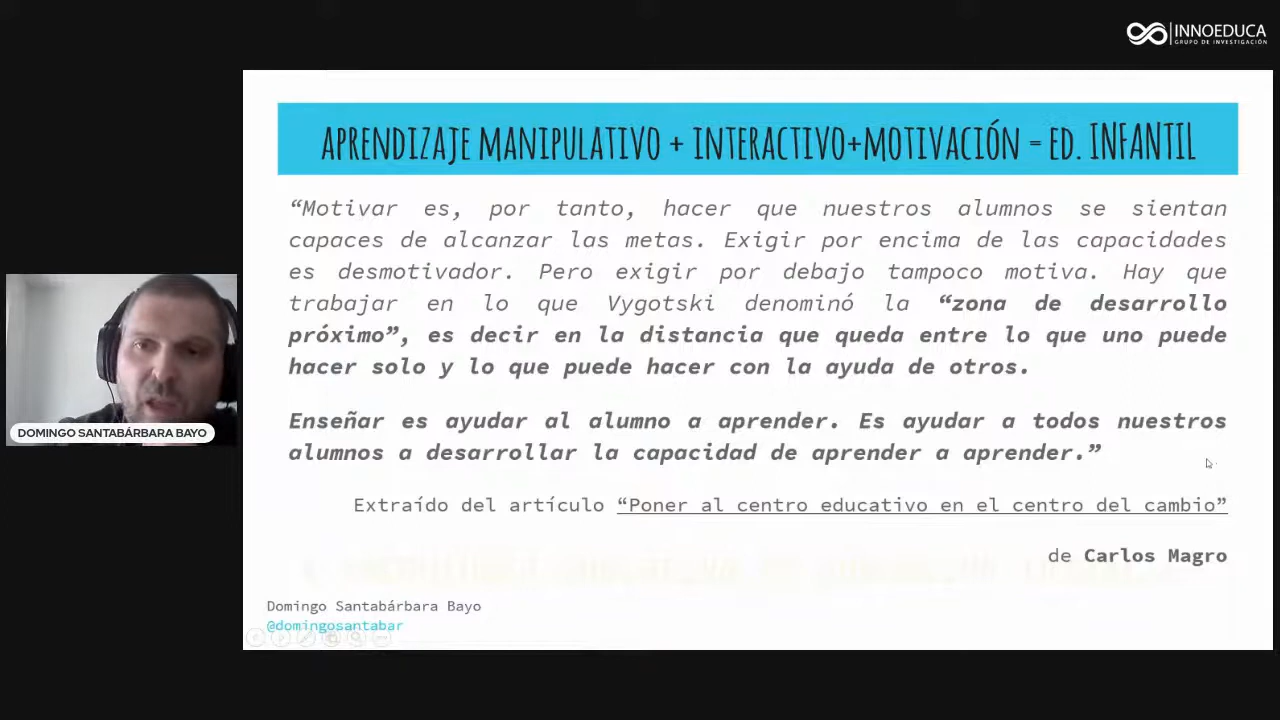 INNOEDUCA
GRUPO DE INVESTIGACIÓN
APRENDIZAJE MANIPULATIVO + INTERACTIVO+MOTIVACIÓN = ED. INFANTIL
“Motivar es, por tanto, hacer que nuestros alumnos se sientan
capaces de alcanzar las metas. Exigir por encima de las capacidades
es desmotivador. Pero exigir por debajo tampoco motiva. Hay que
trabajar en lo que Vygotski denominó la “zona de desarrollo
próximo”, es decir en la distancia que queda entre lo que uno puede
hacer solo y lo que puede hacer con la ayuda de otros.
Enseñar es ayudar al alumno a aprender. Es ayudar a todos nuestros
alumnos a desarrollar la capacidad de aprender a aprender.”
Extraído del artículo “Poner al centro educativo en el centro del cambio”
de Carlos Magro
Domingo Santabárbara Bayo
@domingosantabar
DOMINGO SANTABÁRBARA BAYO